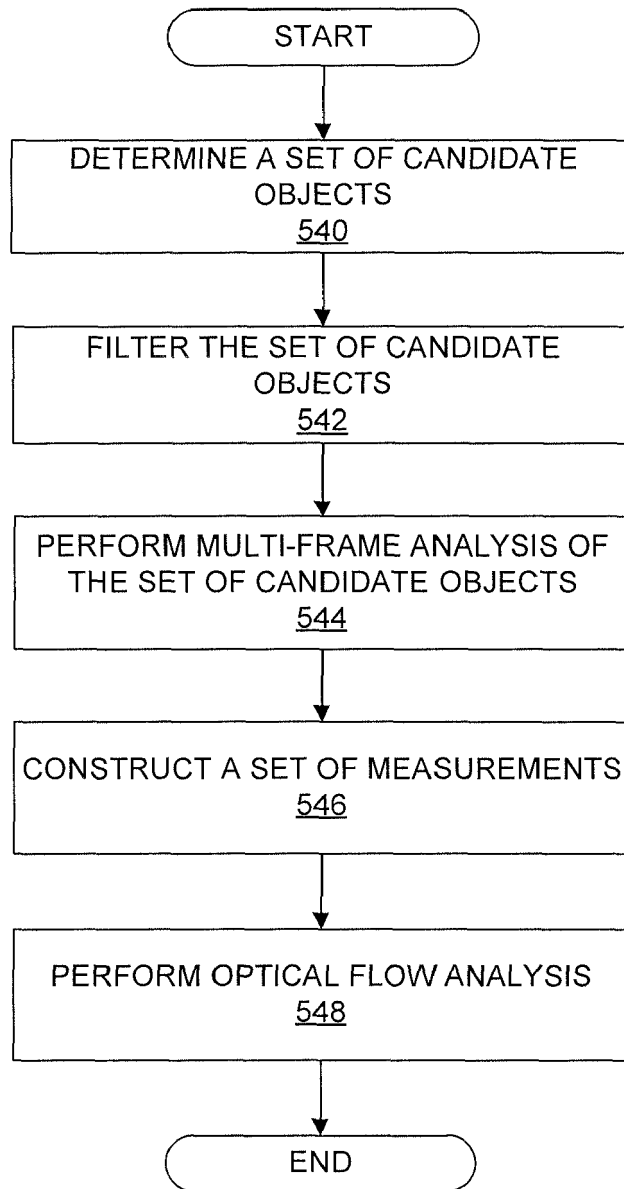 START
DETERMINE A SET OF CANDIDATE
OBJECTS
540
FILTER THE SET OF CANDIDATE
OBJECTS
542
PERFORM MULTI-FRAME ANALYSIS OF
THE SET OF CANDIDATE OBJECTS
544
CONSTRUCT A SET OF MEASUREMENTS
546
PERFORM OPTICAL FLOW ANALYSIS
548
END